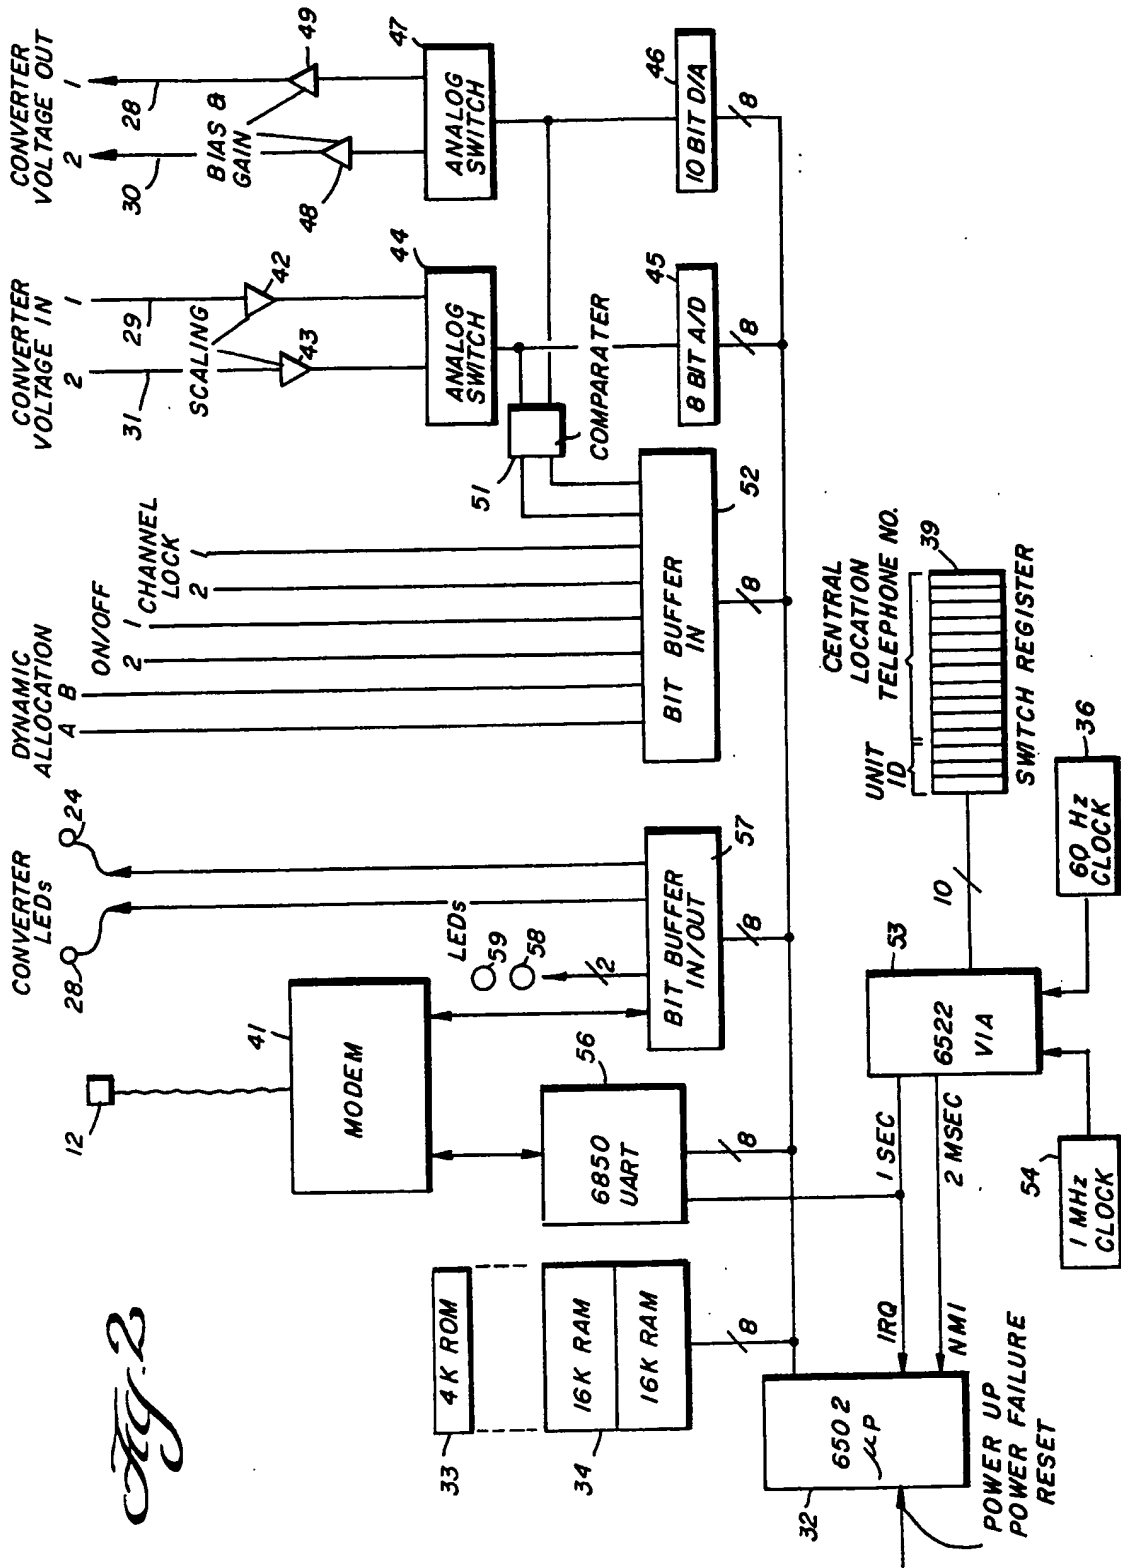 Fig. 2
CONVERTER
LEDs
28
24
DYNAMIC
ALLOCATION
A
B
ON/OFF
2
1
CHANNEL
LOCK
2
1
CONVERTER
VOLTAGE IN
2
1
31
29
SCALING
43
42
CONVERTER
VOLTAGE OUT
2
1
30
28
BIAS &
GAIN
48
49
12
41
MODEM
LEDs
59
58
2
44
ANALOG
SWITCH
47
ANALOG
SWITCH
51
COMPARATER
33
4K ROM
34
16K RAM
16K RAM
8
56
6850
UART
8
BIT BUFFER
IN/OUT
57
8
BIT BUFFER
IN
52
8
45
8 BIT A/D
8
46
10 BIT D/A
8
32
6502
μP
IRQ
NMI
1 SEC
2 MSEC
POWER UP
POWER FAILURE
RESET
53
6522
VIA
10
UNIT
ID
CENTRAL
LOCATION
TELEPHONE NO.
39
SWITCH REGISTER
54
1 MHz
CLOCK
60 Hz
CLOCK
36